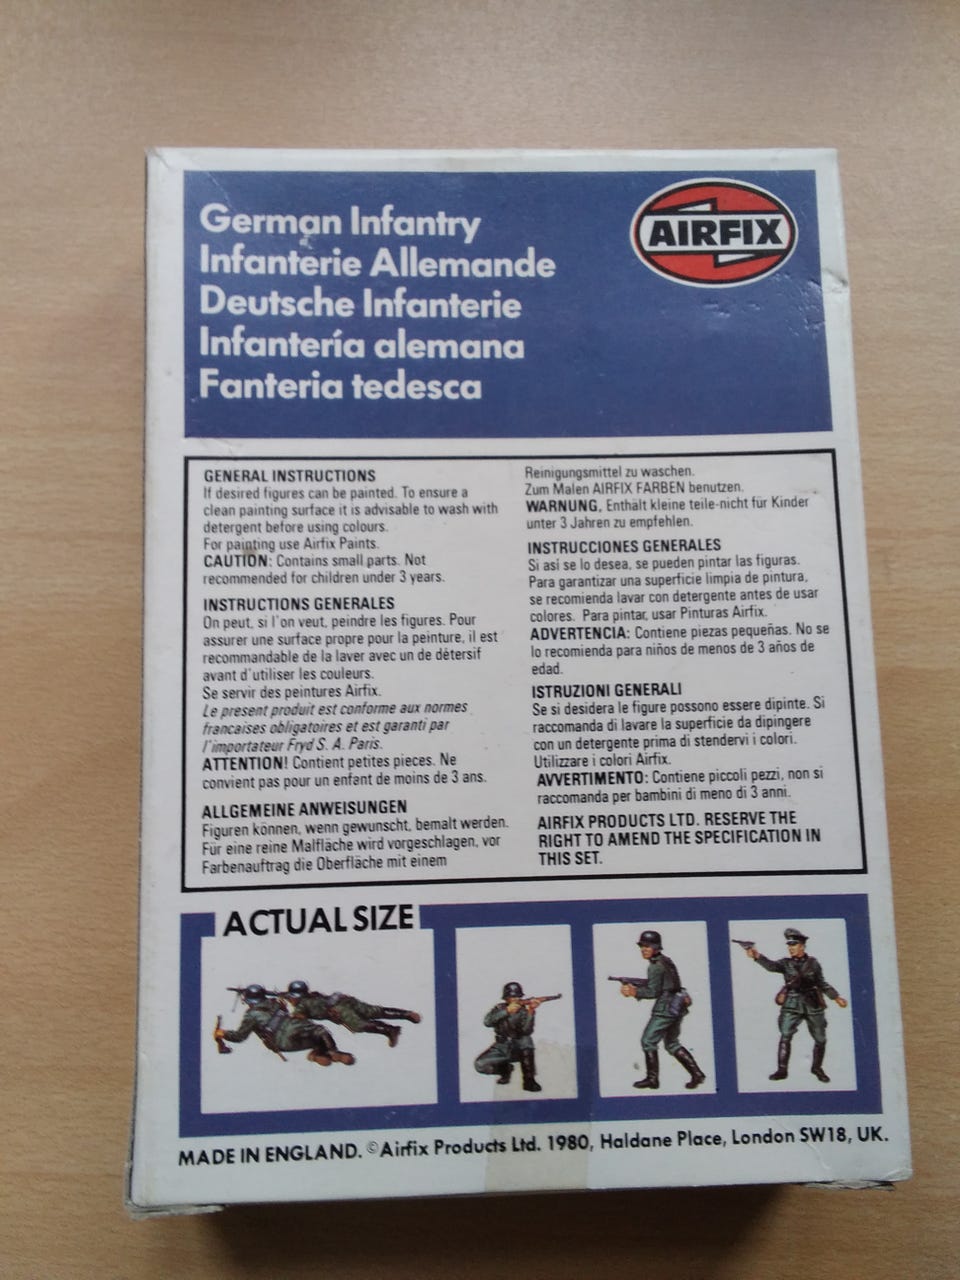 German Infantry
Infanterie Allemande
Deutsche Infanterie
Infantería alemana
Fanteria tedesca
AIRFIX
GENERAL INSTRUCTIONS
If desired figures can be painted. To ensure a
clean painting surface it is advisable to wash with
detergent before using colours.
For painting use Airfix Paints.
CAUTION: Contains small parts. Not
recommended for children under 3 years.
INSTRUCTIONS GENERALES
On peut, si l'on veut, peindre les figures. Pour
assurer une surface propre pour la peinture, il est
recommandable de la laver avec un de détersif
avant d'utiliser les couleurs.
Se servir des peintures Airfix.
Le present produit est conforme aux normes
francaises obligatoires et est garanti par
l'importateur Fryd S. A. Paris.
ATTENTION! Contient petites pieces. Ne
convient pas pour un enfant de moins de 3 ans.
ALLGEMEINE ANWEISUNGEN
Figuren können, wenn gewunscht, bemalt werden.
Für eine reine Malfläche wird vorgeschlagen, vor
Farbenauftrag die Oberfläche mit einem
Reinigungsmittel zu waschen.
Zum Malen AIRFIX FARBEN benutzen.
WARNUNG, Enthält kleine teile-nicht für Kinder
unter 3 Jahren zu empfehlen.
INSTRUCCIONES GENERALES
Si asi se lo desea, se pueden pintar las figuras.
Para garantizar una superficie limpia de pintura,
se recomienda lavar con detergente antes de usar
colores. Para pintar, usar Pinturas Airfix.
ADVERTENCIA: Contiene piezas pequeñas. No se
lo recomienda para niños de menos de 3 años de
edad.
ISTRUZIONI GENERALI
Se si desidera le figure possono essere dipinte. Si
raccomanda di lavare la superficie da dipingere
con un detergente prima di stendervi i colori.
Utilizzare i colori Airfix.
AVVERTIMENTO: Contiene piccoli pezzi, non si
raccomanda per bambini di meno di 3 anni.
AIRFIX PRODUCTS LTD. RESERVE THE
RIGHT TO AMEND THE SPECIFICATION IN
THIS SET.
ACTUAL SIZE
MADE IN ENGLAND. ©Airfix Products Ltd. 1980, Haldane Place, London SW18, UK.